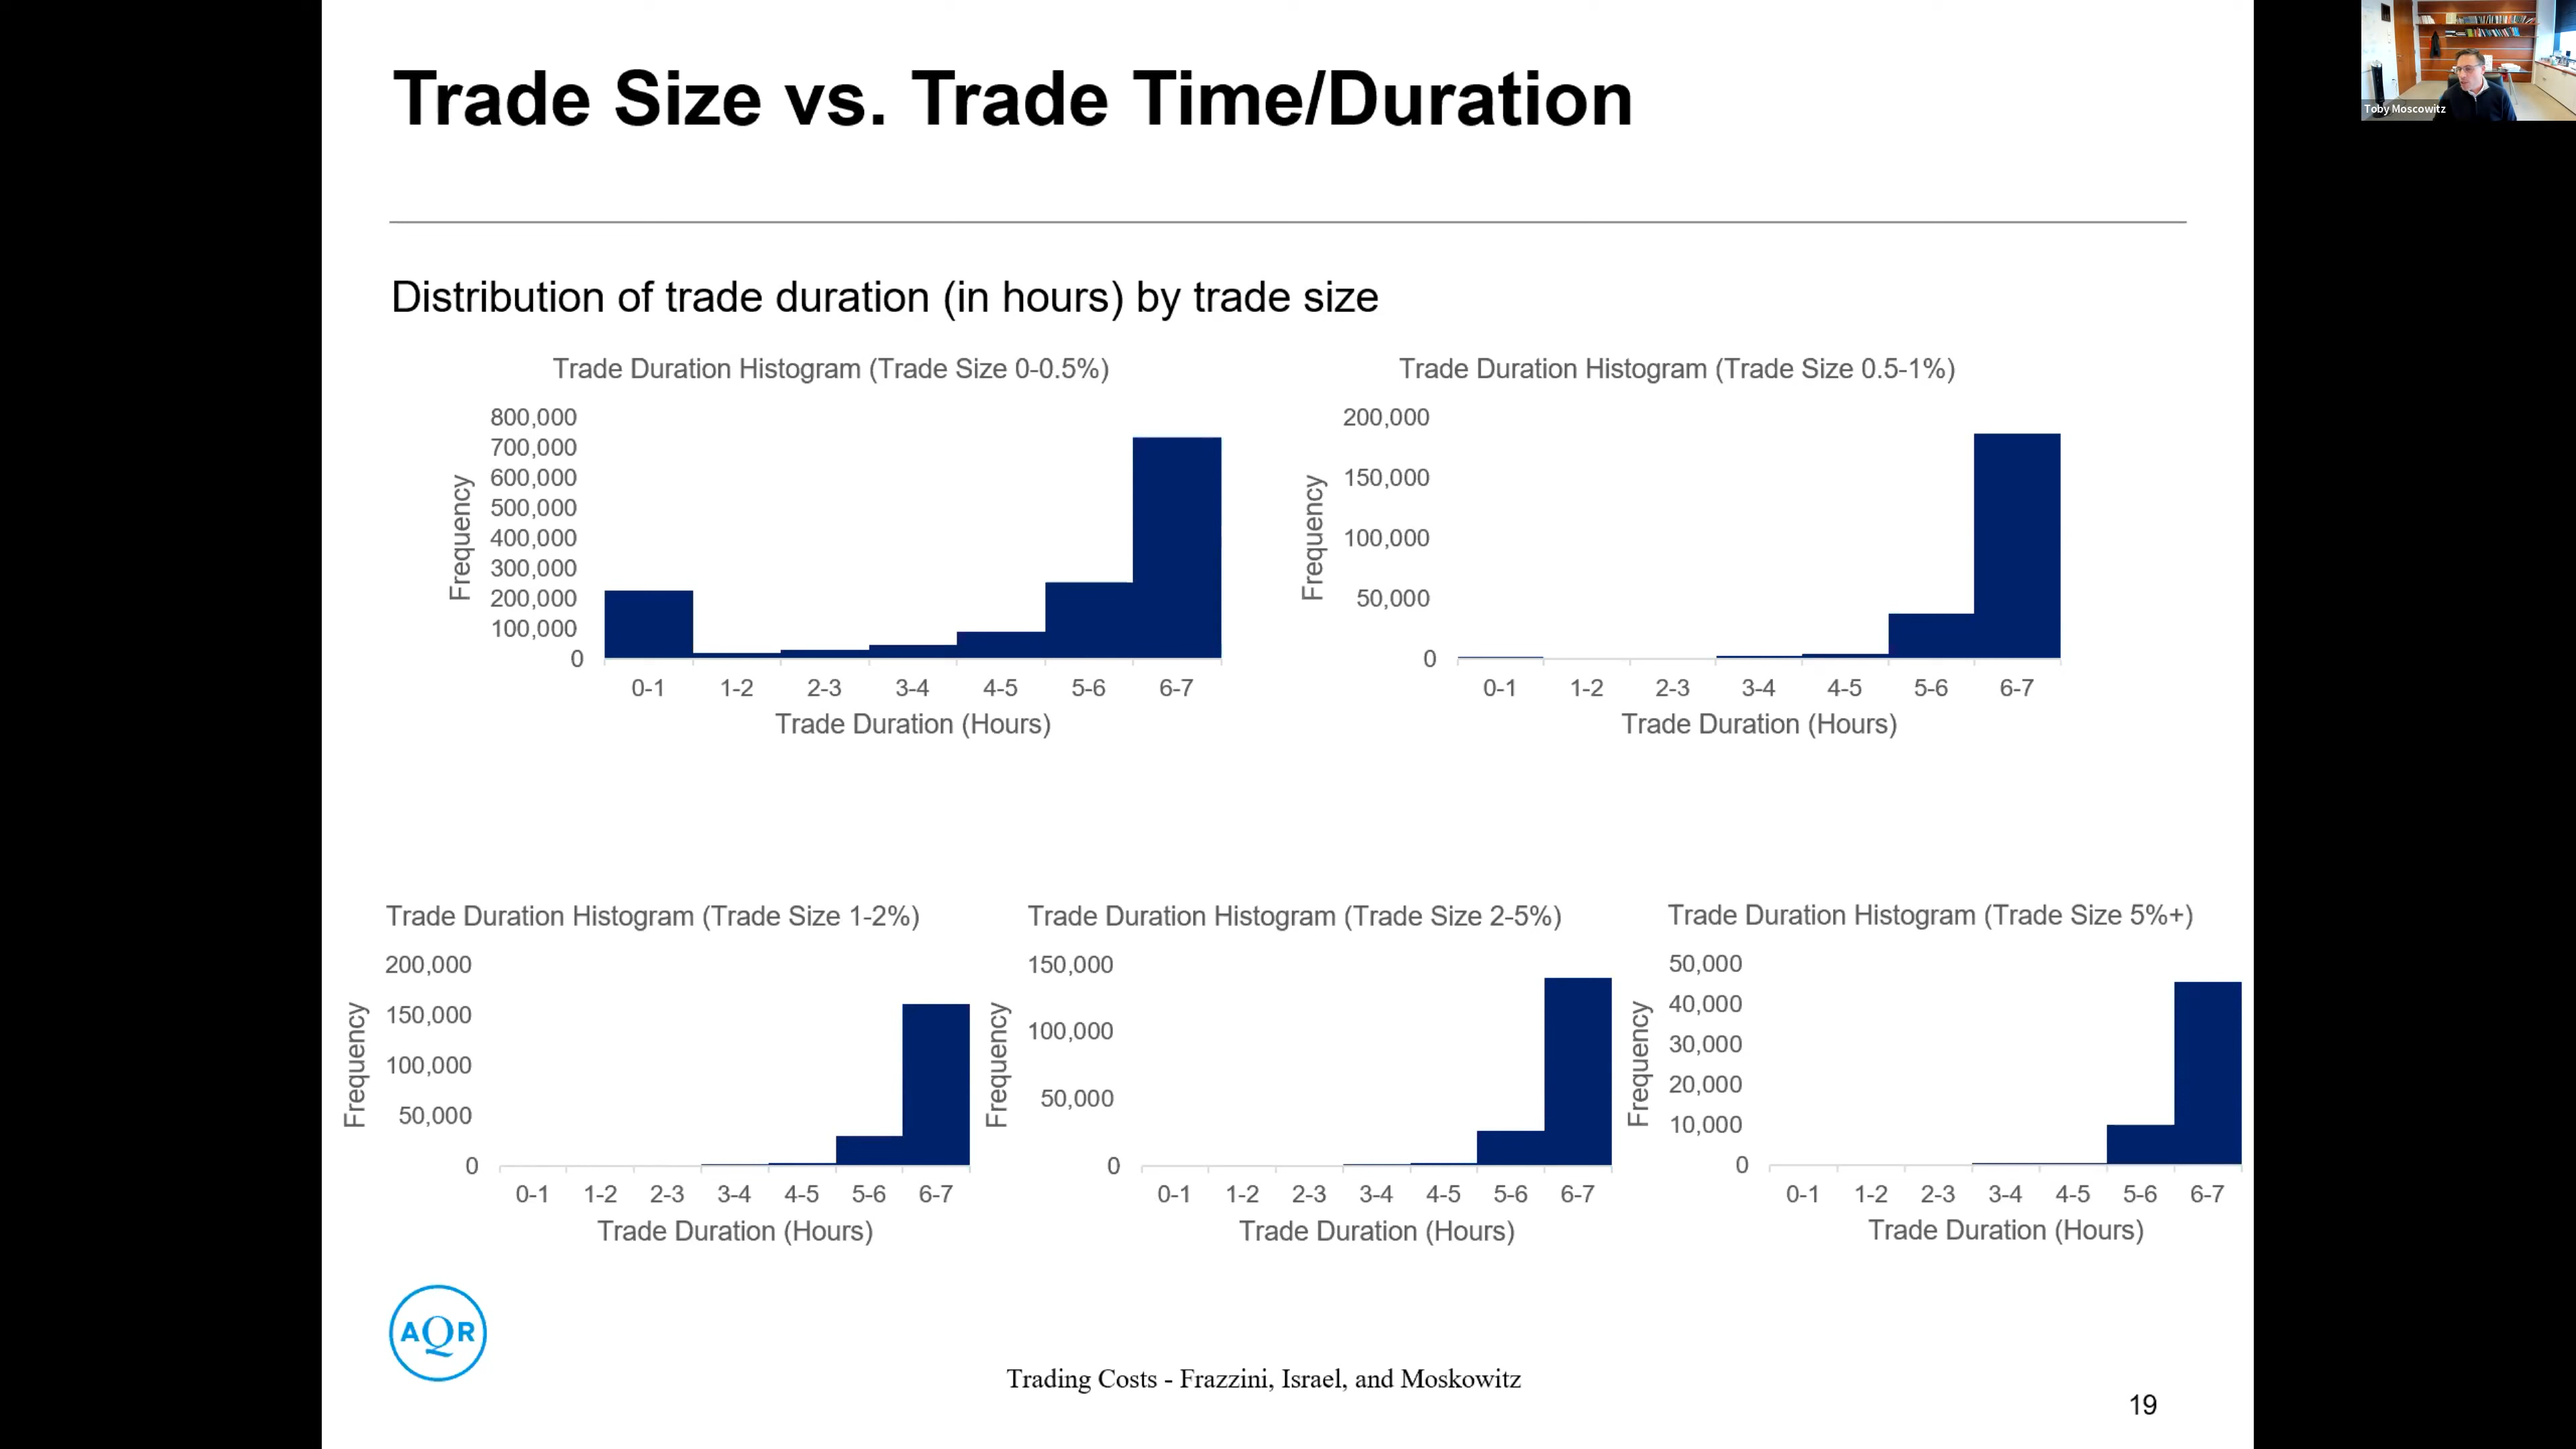 Trade Size vs. Trade Time/Duration
Toby Moscowitz
Distribution of trade duration (in hours) by trade size
Trade Duration Histogram (Trade Size 0-0.5%)
800,000
700,000
600,000
500,000
400,000
300,000
200,000
100,000
0
Frequency
0-1 1-2 2-3 3-4 4-5 5-6 6-7
Trade Duration (Hours)
Trade Duration Histogram (Trade Size 0.5-1%)
200,000
150,000
100,000
50,000
0
Frequency
0-1 1-2 2-3 3-4 4-5 5-6 6-7
Trade Duration (Hours)
Trade Duration Histogram (Trade Size 1-2%)
200,000
150,000
100,000
50,000
0
Frequency
0-1 1-2 2-3 3-4 4-5 5-6 6-7
Trade Duration (Hours)
Trade Duration Histogram (Trade Size 2-5%)
150,000
100,000
50,000
0
Frequency
0-1 1-2 2-3 3-4 4-5 5-6 6-7
Trade Duration (Hours)
Trade Duration Histogram (Trade Size 5%+)
50,000
40,000
30,000
20,000
10,000
0
Frequency
0-1 1-2 2-3 3-4 4-5 5-6 6-7
Trade Duration (Hours)
AQR
Trading Costs - Frazzini, Israel, and Moskowitz
19